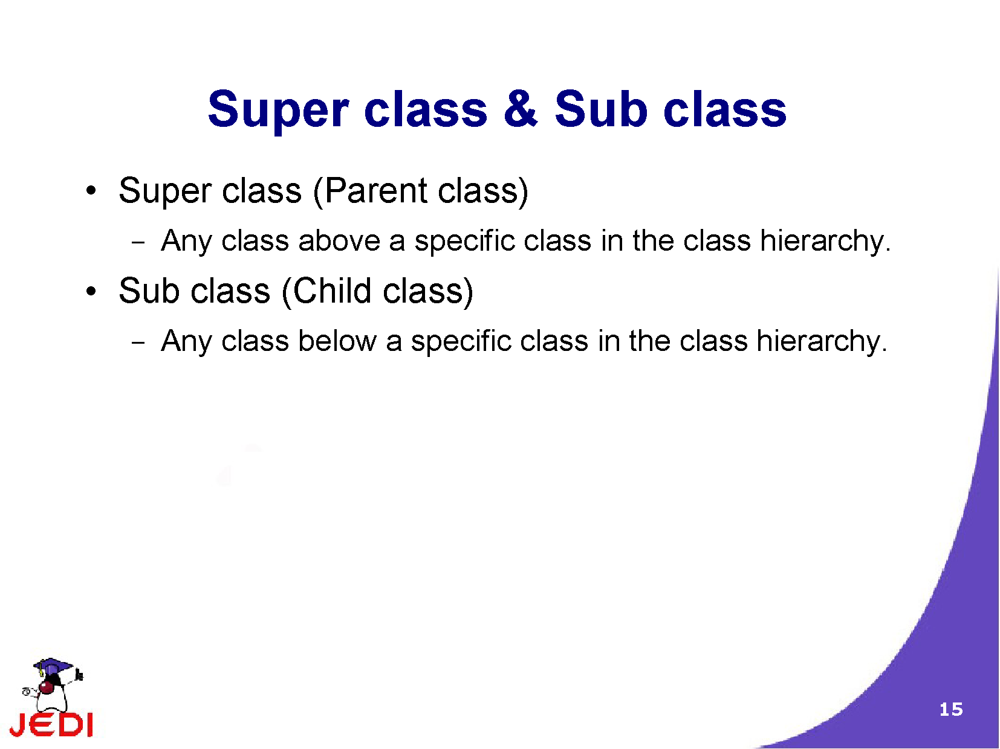 Super class & Sub class
• Super class (Parent class)
– Any class above a specific class in the class hierarchy.
• Sub class (Child class)
– Any class below a specific class in the class hierarchy.
JEDI
15